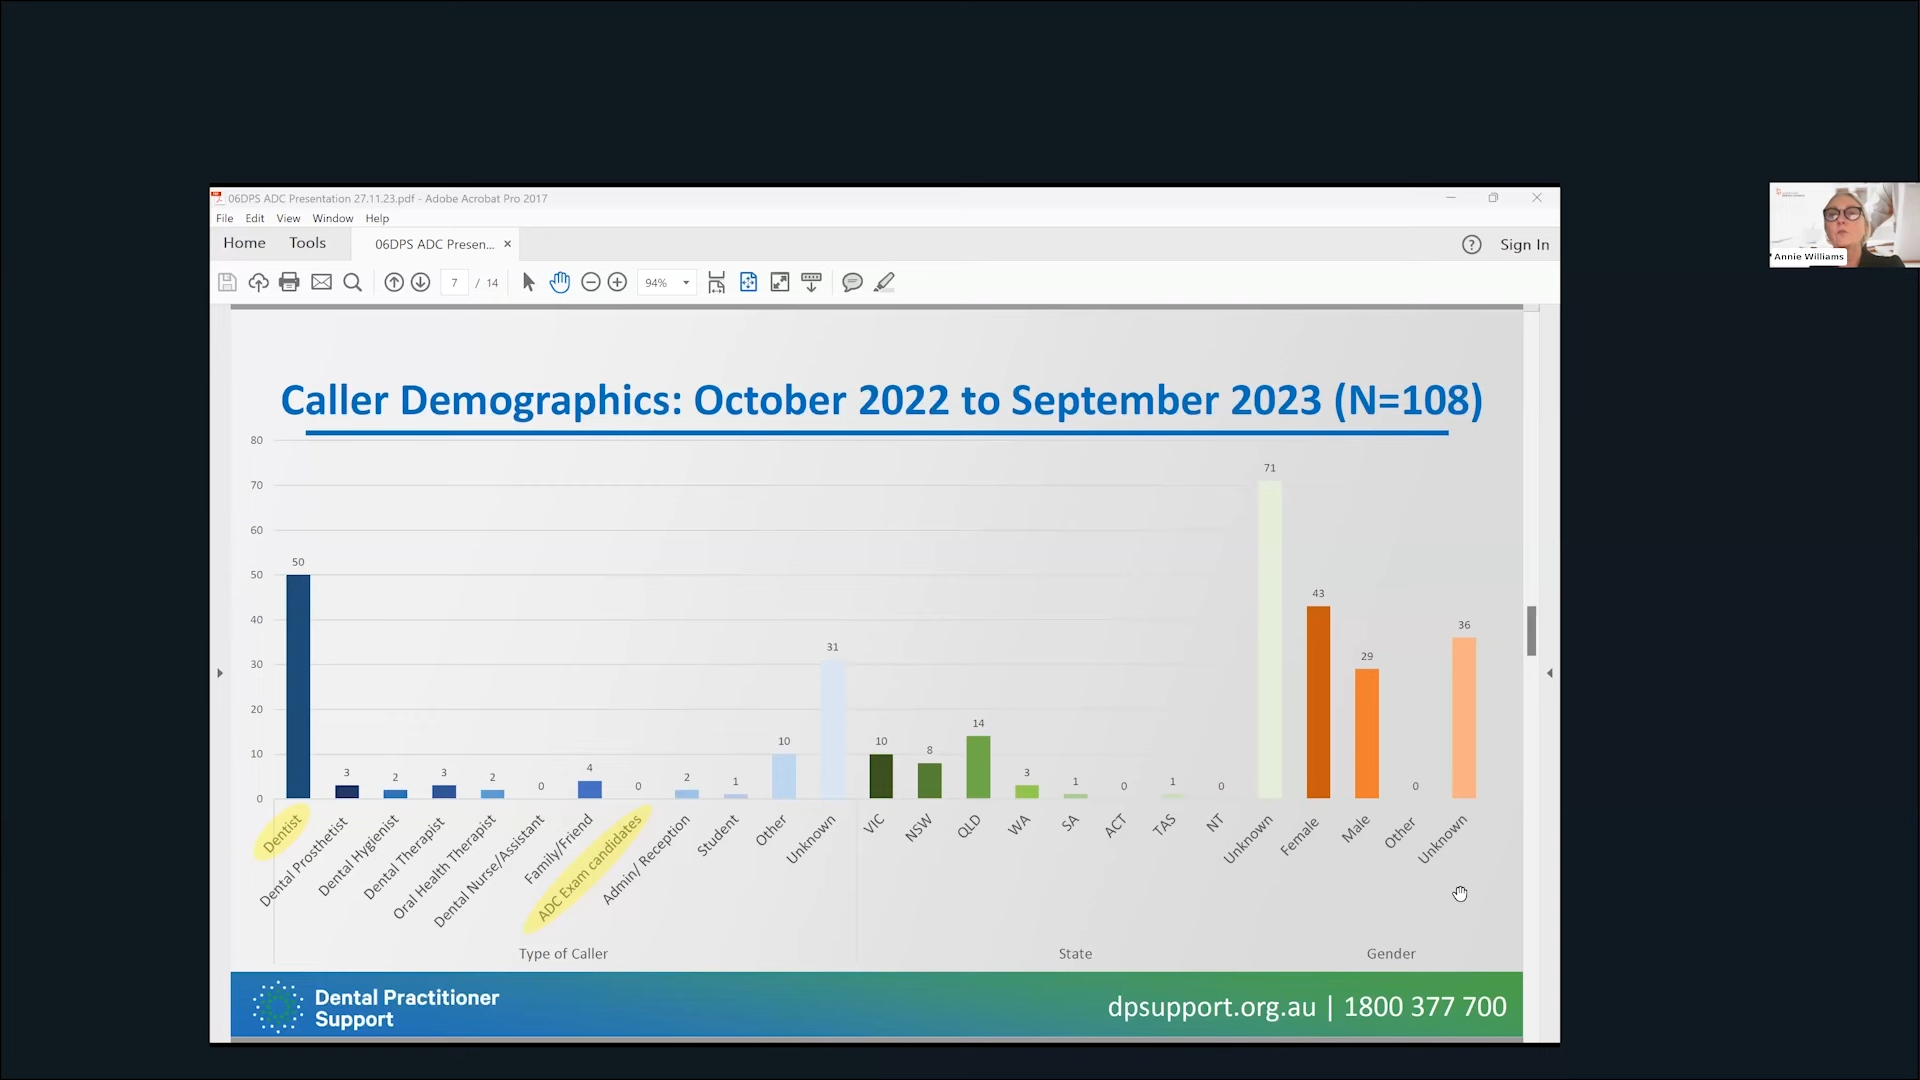 06DPS ADC Presentation 27.11.23.pdf - Adobe Acrobat Pro 2017
File Edit View Window Help
Home Tools 06DPS ADC Presen... × Sign In
7 / 14 94%
Annie Williams
Caller Demographics: October 2022 to September 2023 (N=108)
80
70
60
50
40
30
20
10
0
50
3
2
3
2
0
4
0
2
1
10
31
10
8
14
3
1
0
1
0
71
43
29
0
36
Dentist
Dental Prosthetist
Dental Hygienist
Dental Therapist
Oral Health Therapist
Dental Nurse/Assistant
Family/Friend
ADC Exam candidates
Admin/ Reception
Student
Other
Unknown
VIC
NSW
QLD
WA
SA
ACT
TAS
NT
Unknown
Female
Male
Other
Unknown
Type of Caller
State
Gender
Dental Practitioner
Support
dpsupport.org.au | 1800 377 700